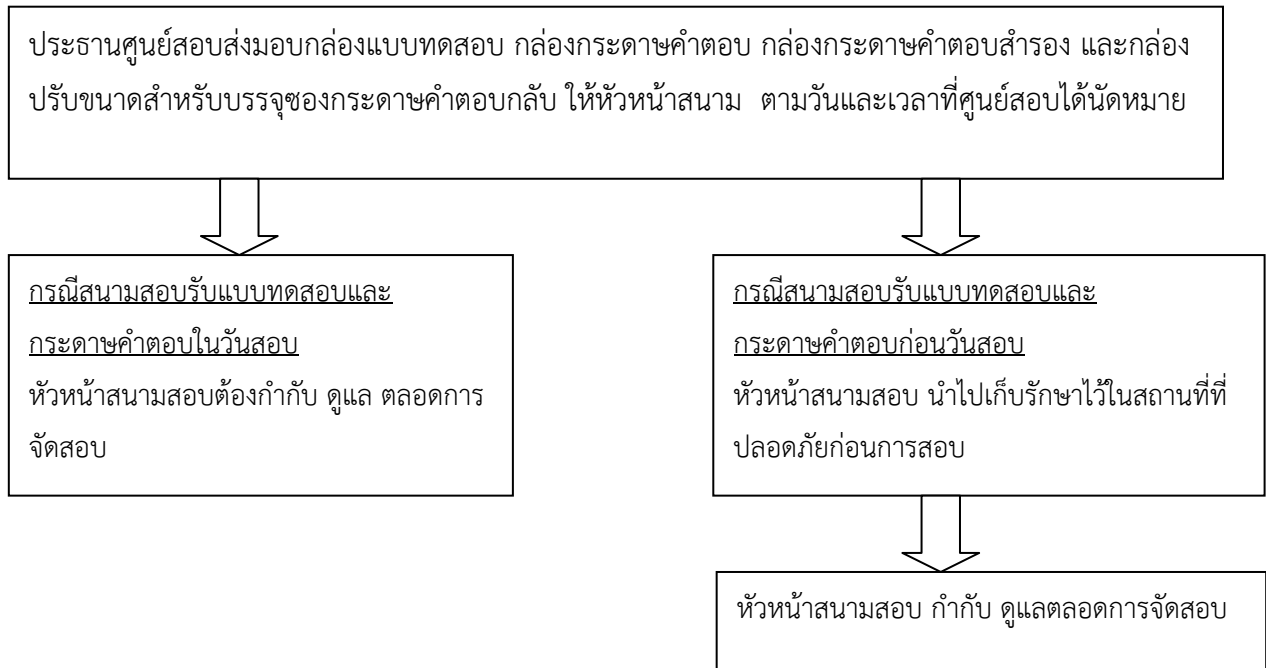 ประธานศูนย์สอบส่งมอบกล่องแบบทดสอบ กล่องกระดาษคำตอบ กล่องกระดาษคำตอบสำรอง และกล่อง
ปรับขนาดสำหรับบรรจุซองกระดาษคำตอบกลับ ให้หัวหน้าสนาม ตามวันและเวลาที่ศูนย์สอบได้นัดหมาย
กรณีสนามสอบรับแบบทดสอบและ
กระดาษคำตอบในวันสอบ
หัวหน้าสนามสอบต้องกำกับ ดูแล ตลอดการ
จัดสอบ
กรณีสนามสอบรับแบบทดสอบและ
กระดาษคำตอบก่อนวันสอบ
หัวหน้าสนามสอบ นำไปเก็บรักษาไว้ในสถานที่ที่
ปลอดภัยก่อนการสอบ
หัวหน้าสนามสอบ กำกับ ดูแลตลอดการจัดสอบ